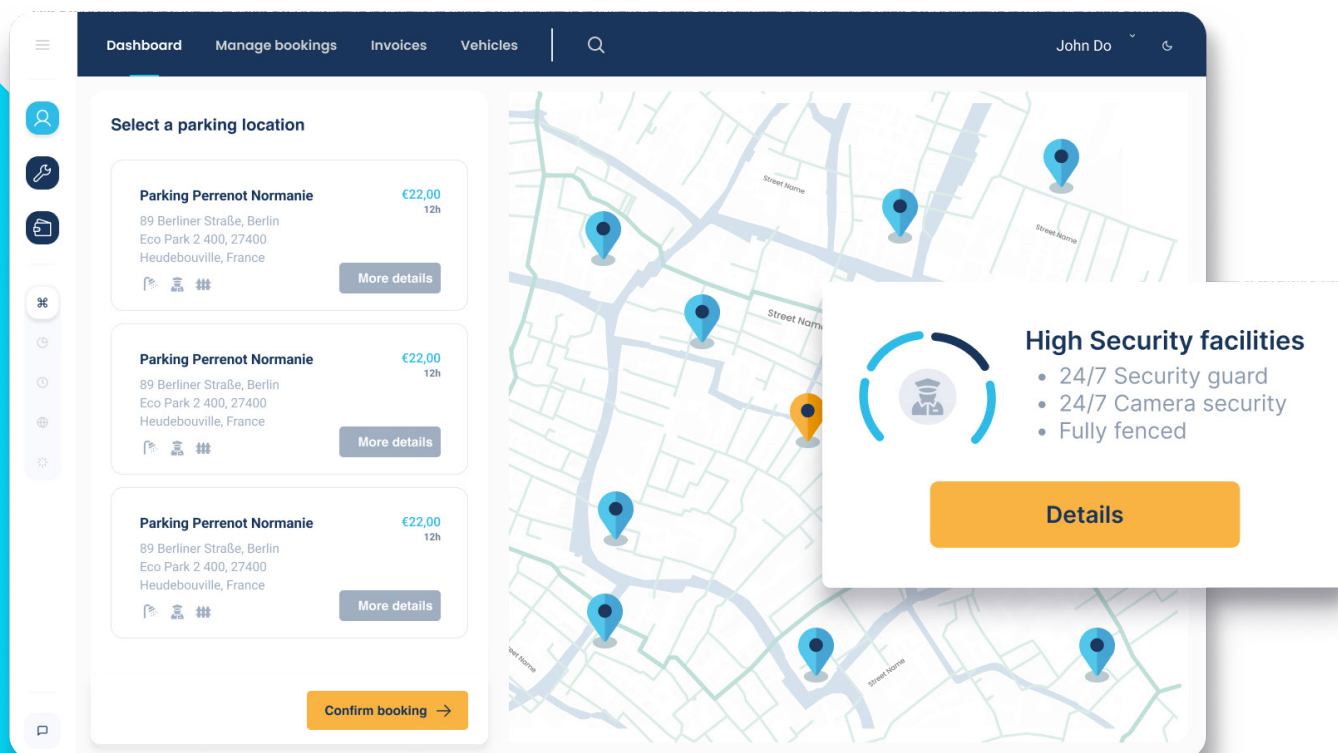 Dashboard Manage bookings Invoices Vehicles John Do
Select a parking location
Parking Perrenot Normanie €22,00
12h
89 Berliner Straße, Berlin
Eco Park 2 400, 27400
Heudebouville, France
More details
Parking Perrenot Normanie €22,00
12h
89 Berliner Straße, Berlin
Eco Park 2 400, 27400
Heudebouville, France
More details
Parking Perrenot Normanie €22,00
12h
89 Berliner Straße, Berlin
Eco Park 2 400, 27400
Heudebouville, France
More details
Confirm booking →
Street Name
Street Name
Street Nam
High Security facilities
• 24/7 Security guard
• 24/7 Camera security
• Fully fenced
Details
eet Name
Street Name